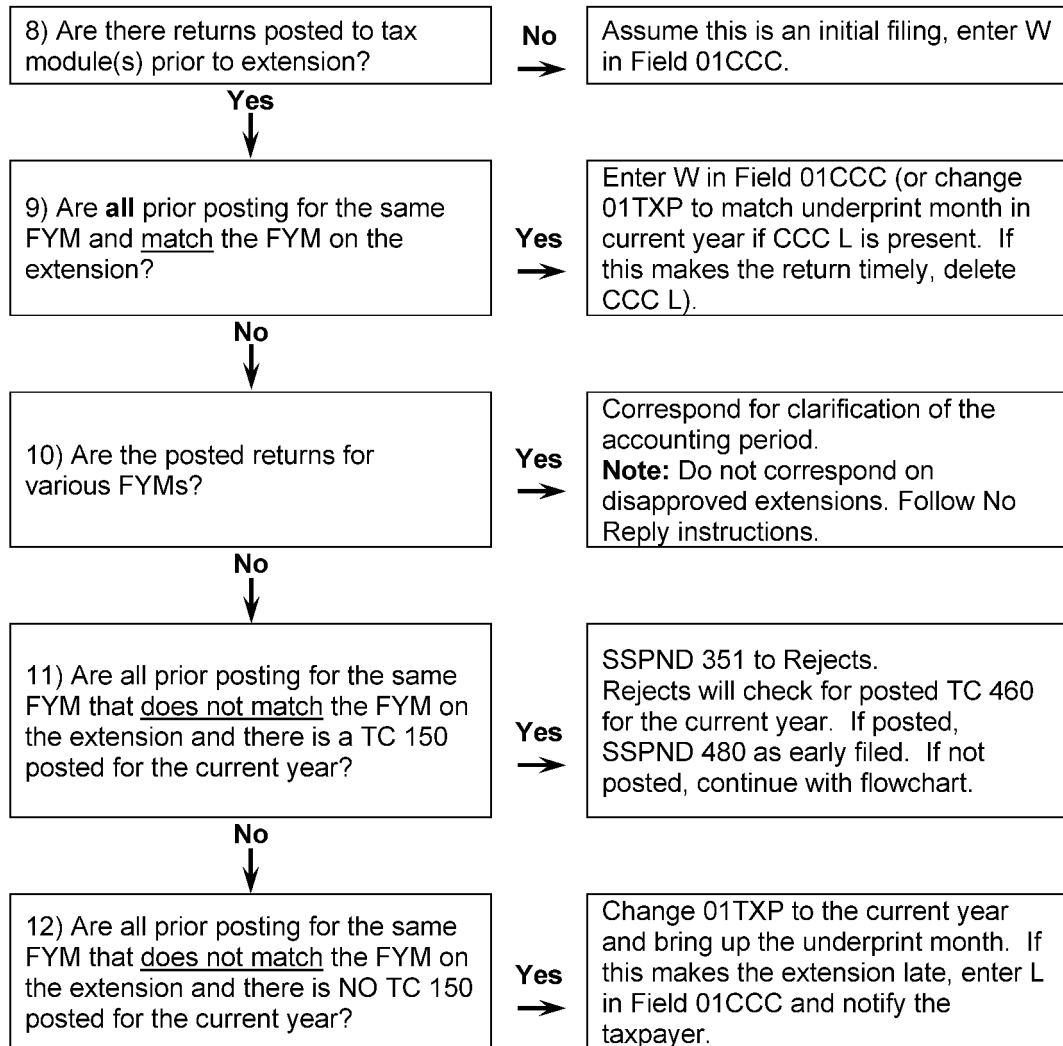 8) Are there returns posted to tax
module(s) prior to extension?
No
Assume this is an initial filing, enter W
in Field 01CCC.
Yes
9) Are all prior posting for the same
FYM and match the FYM on the
extension?
Yes
Enter W in Field 01CCC (or change
01TXP to match underprint month in
current year if CCC L is present.  If
this makes the return timely, delete
CCC L).
No
10) Are the posted returns for
various FYMs?
Yes
Correspond for clarification of the
accounting period.
Note: Do not correspond on
disapproved extensions. Follow No
Reply instructions.
No
11) Are all prior posting for the same
FYM that does not match the FYM on
the extension and there is a TC 150
posted for the current year?
Yes
SSPND 351 to Rejects.
Rejects will check for posted TC 460
for the current year.  If posted,
SSPND 480 as early filed.  If not
posted, continue with flowchart.
No
12) Are all prior posting for the same
FYM that does not match the FYM on
the extension and there is NO TC 150
posted for the current year?
Yes
Change 01TXP to the current year
and bring up the underprint month.  If
this makes the extension late, enter L
in Field 01CCC and notify the
taxpayer.